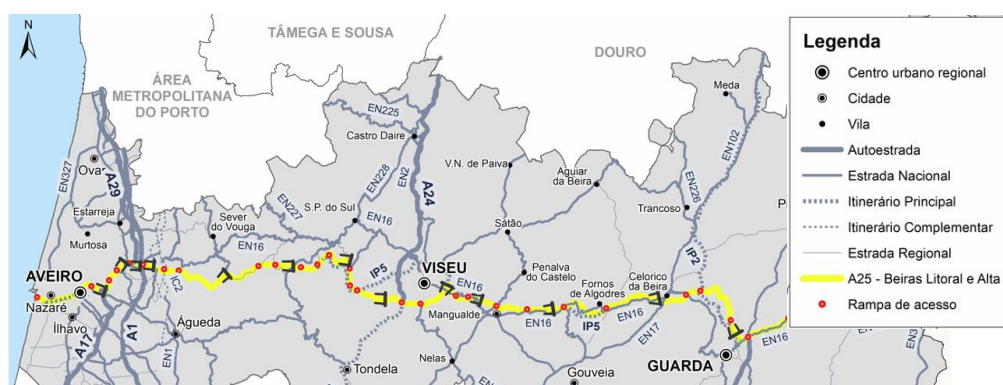 N
TÂMEGA E SOUSA
DOURO
ÁREA
METROPOLITANA
DO PORTO
Meda
EN225
Castro Daire
EN102
EN327
Ovar
A29
EN228
EN2
A24
V.N. de Paiva
Aguiar
da Beira
EN226
Trancoso
Estarreja
Murtosa
Sever
do Vouga
EN227
S.P. do Sul
EN16
EN16
Sátão
IP2
AVEIRO
Nazaré
Ílhavo
IC2
IP5
VISEU
EN16
Penalva
do Castelo
Fornos
de Algodres
Celorico
da Beira
Mangualde
EN16
IP5
EN16
EN17
EN16
A17
A1
EN1
Águeda
Tondela
Nelas
Gouveia
GUARDA
EN3
Legenda
Centro urbano regional
Cidade
Vila
Autoestrada
Estrada Nacional
Itinerário Principal
Itinerário Complementar
Estrada Regional
A25 - Beiras Litoral e Alta
Rampa de acesso